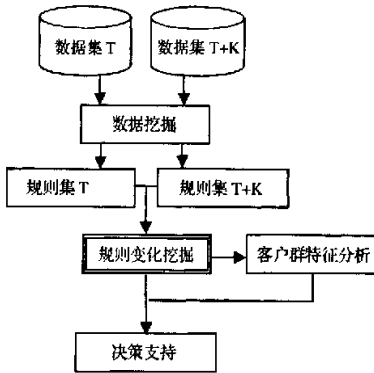 数据集 T
数据集 T+K
数据挖掘
规则集 T
规则集 T+K
规则变化挖掘
客户群特征分析
决策支持